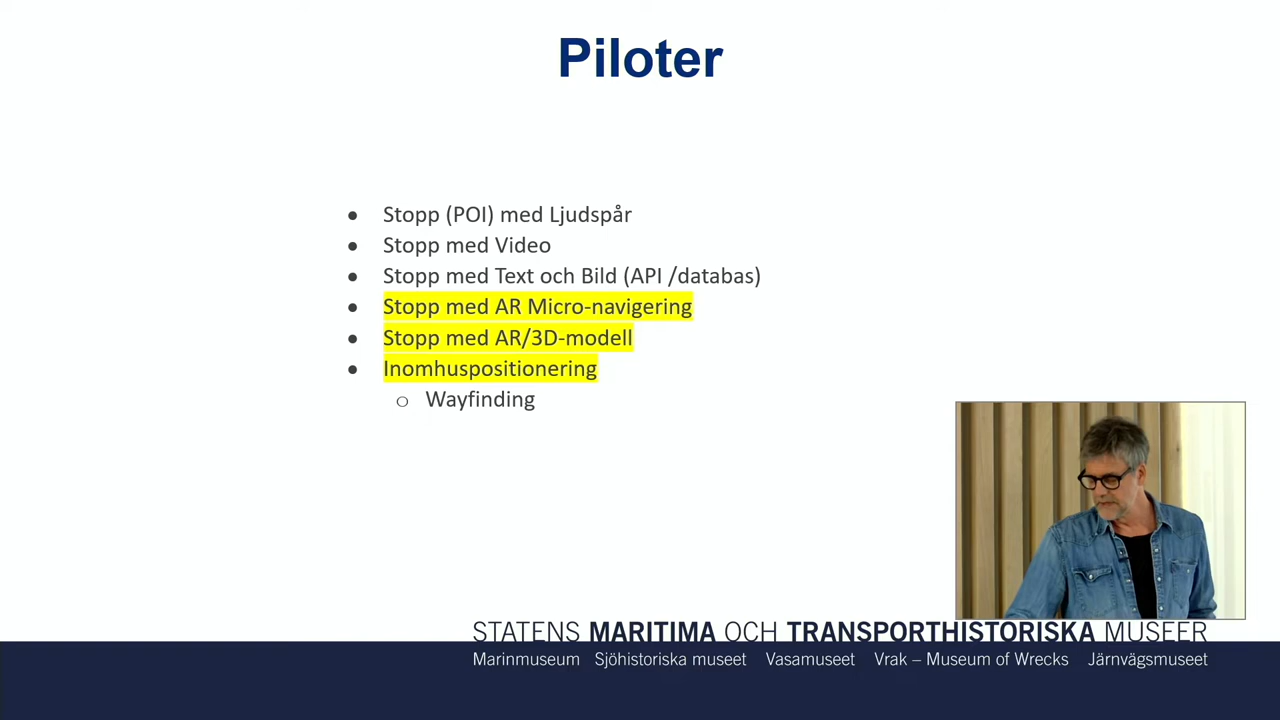 Piloter
Stopp (POI) med Ljudspår
Stopp med Video
Stopp med Text och Bild (API /databas)
Stopp med AR Micro-navigering
Stopp med AR/3D-modell
Inomhuspositionering
Wayfinding
STATENS MARITIMA OCH TRANSPORTHISTORISKA MUSEER
Marinmuseum Sjöhistoriska museet Vasamuseet Vrak – Museum of Wrecks Järnvägsmuseet